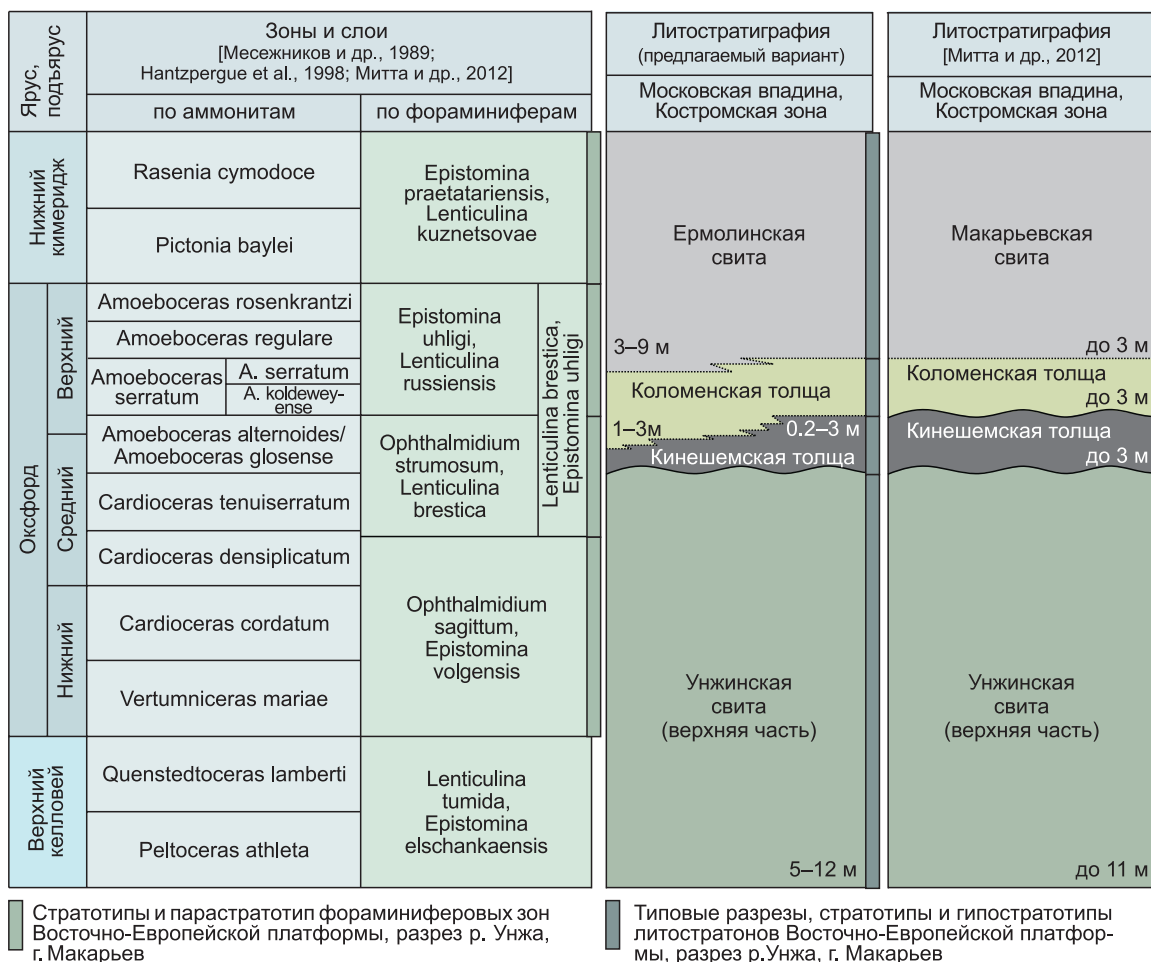 Ярус,
подъярус
Зоны и слои
[Месежников и др., 1989;
Hantzpergue et al., 1998; Митта и др., 2012]
по аммонитам
по фораминиферам
Литостратиграфия
(предлагаемый вариант)
Московская впадина,
Костромская зона
Литостратиграфия
[Митта и др., 2012]
Московская впадина,
Костромская зона
Нижний
кимеридж
Rasenia cymodoce
Pictonia baylei
Epistomina
praetatariensis,
Lenticulina
kuznetsovae
Ермолинская
свита
Макарьевская
свита
Оксфорд
Верхний
Amoeboceras rosenkrantzi
Amoeboceras regulare
Amoeboceras
serratum
A. serratum
A. koldewey-
ense
Epistomina
uhligi,
Lenticulina
russiensis
Lenticulina brestica,
Epistomina uhligi
3–9 м
до 3 м
Коломенская толща
Коломенская толща
до 3 м
Средний
Amoeboceras alternoides/
Amoeboceras glosense
Cardioceras tenuiserratum
Cardioceras densiplicatum
Ophthalmidium
strumosum,
Lenticulina
brestica
1–3м
0.2–3 м
Кинешемская толща
Кинешемская толща
до 3 м
Нижний
Cardioceras cordatum
Vertumniceras mariae
Ophthalmidium
sagittum,
Epistomina
volgensis
Унжинская
свита
(верхняя часть)
Унжинская
свита
(верхняя часть)
Верхний
келловей
Quenstedtoceras lamberti
Peltoceras athleta
Lenticulina
tumida,
Epistomina
elschankaensis
5–12 м
до 11 м
Стратотипы и парастратотип фораминиферовых зон
Восточно-Европейской платформы, разрез р. Унжа,
г. Макарьев
Типовые разрезы, стратотипы и гипостратотипы
литостратонов Восточно-Европейской платфор-
мы, разрез р.Унжа, г. Макарьев